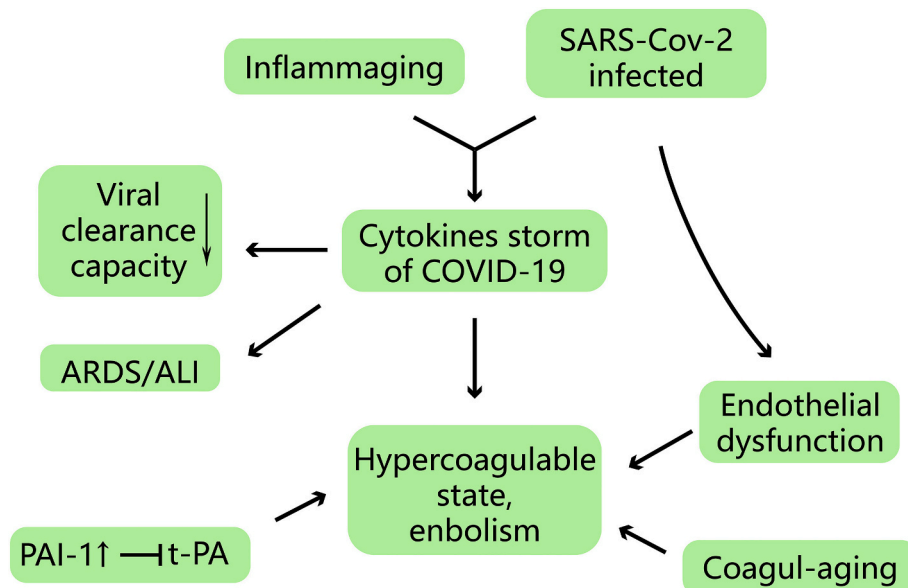 Inflammaging
SARS-Cov-2
infected
Viral
clearance
capacity
Cytokines storm
of COVID-19
ARDS/ALI
Endothelial
dysfunction
Hypercoagulable
state,
enbolism
PAI-1↑ ⊣ t-PA
Coagul-aging